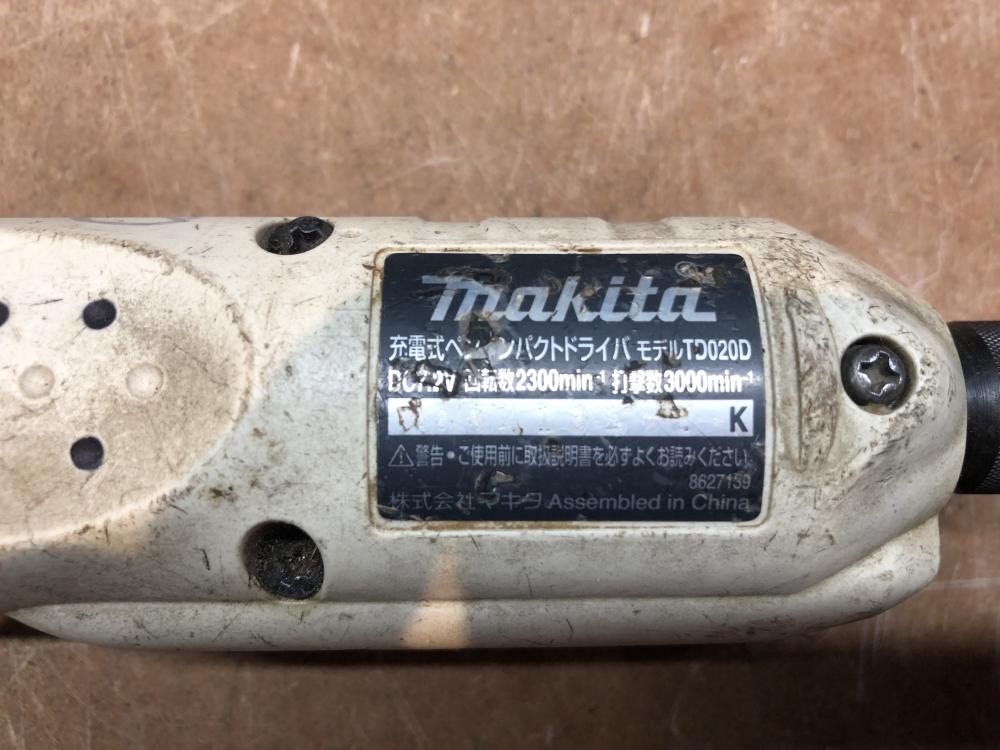 makita
充電式ペンインパクトドライバ モデルTD020D
DC7.2V 回転数2300min⁻¹ 打撃数3000min⁻¹
K
⚠警告・ご使用前に取扱説明書を必ずよくお読みください
8627159
株式会社マキタ Assembled in China